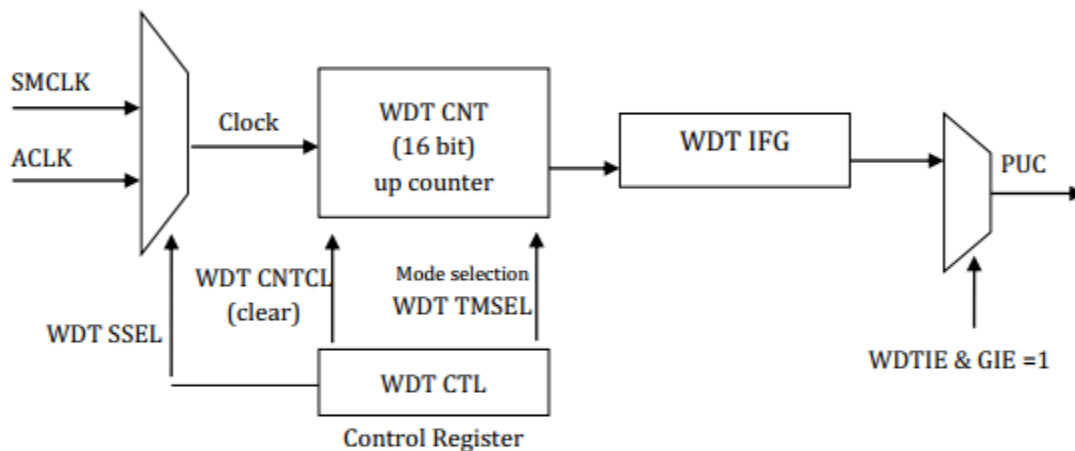 SMCLK
ACLK
Clock
WDT CNT
(16 bit)
up counter
WDT IFG
PUC
WDT SSEL
WDT CNTCL
(clear)
Mode selection
WDT TMSEL
WDTIE & GIE =1
WDT CTL
Control Register